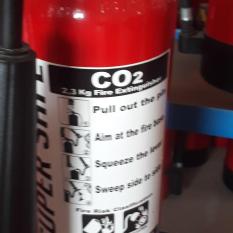 CO2
2.3 Kg Fire Extinguisher
Pull out the pin
Aim at the fire base
Squeeze the lever
Sweep side to side
Fire Risk Classification
SUPER SAFE